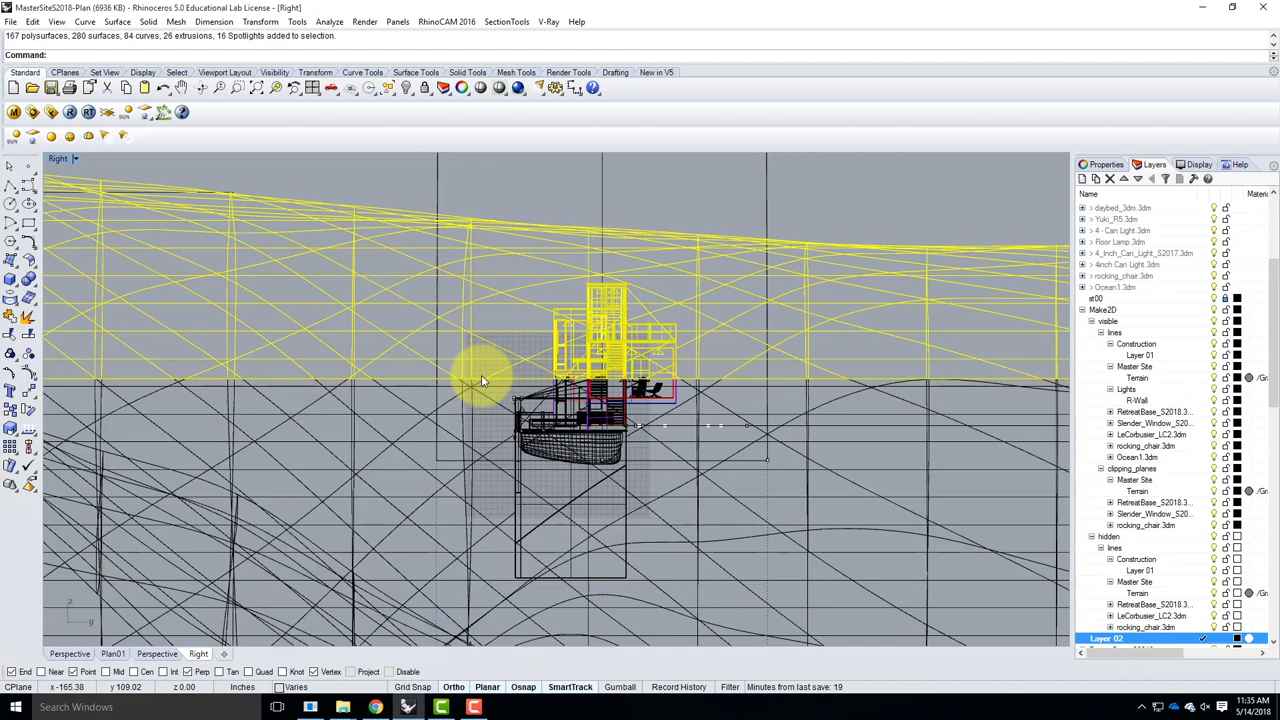 MasterSiteS2018-Plan (6936 KB) - Rhinoceros 5.0 Educational Lab License - [Right]
File Edit View Curve Surface Solid Mesh Dimension Transform Tools Analyze Render Panels RhinoCAM 2016 SectionTools V-Ray Help
167 polysurfaces, 280 surfaces, 84 curves, 26 extrusions, 16 Spotlights added to selection.
Command:
Standard CPlanes Set View Display Select Viewport Layout Visibility Transform Curve Tools Surface Tools Solid Tools Mesh Tools Render Tools Drafting New in V5
Right
Properties Layers Display Help
Name Material
daybed_3dm.3dm
Yuki_R5.3dm
4 - Can Light.3dm
Floor Lamp.3dm
4_Inch_Can_Light_S2017.3dm
4inch Can Light.3dm
rocking_chair.3dm
Ocean1.3dm
st00
Make2D
visible
lines
Construction
Layer 01
Master Site
Terrain
Lights
R-Wall
RetreatBase_S2018.3...
Slender_Window_S20...
LeCorbusier_LC2.3dm
rocking_chair.3dm
Ocean1.3dm
clipping_planes
Master Site
Terrain
RetreatBase_S2018.3...
Slender_Window_S20...
rocking_chair.3dm
hidden
lines
Construction
Layer 01
Master Site
Terrain
RetreatBase_S2018.3...
LeCorbusier_LC2.3dm
rocking_chair.3dm
Layer 02
z
y
Perspective Plan01 Perspective Right
End Near Point Mid Cen Int Perp Tan Quad Knot Vertex Project Disable
CPlane x -165.38 y 109.02 z 0.00 Inches Varies Grid Snap Ortho Planar Osnap SmartTrack Gumball Record History Filter Minutes from last save: 19
Search Windows
11:35 AM
5/14/2018